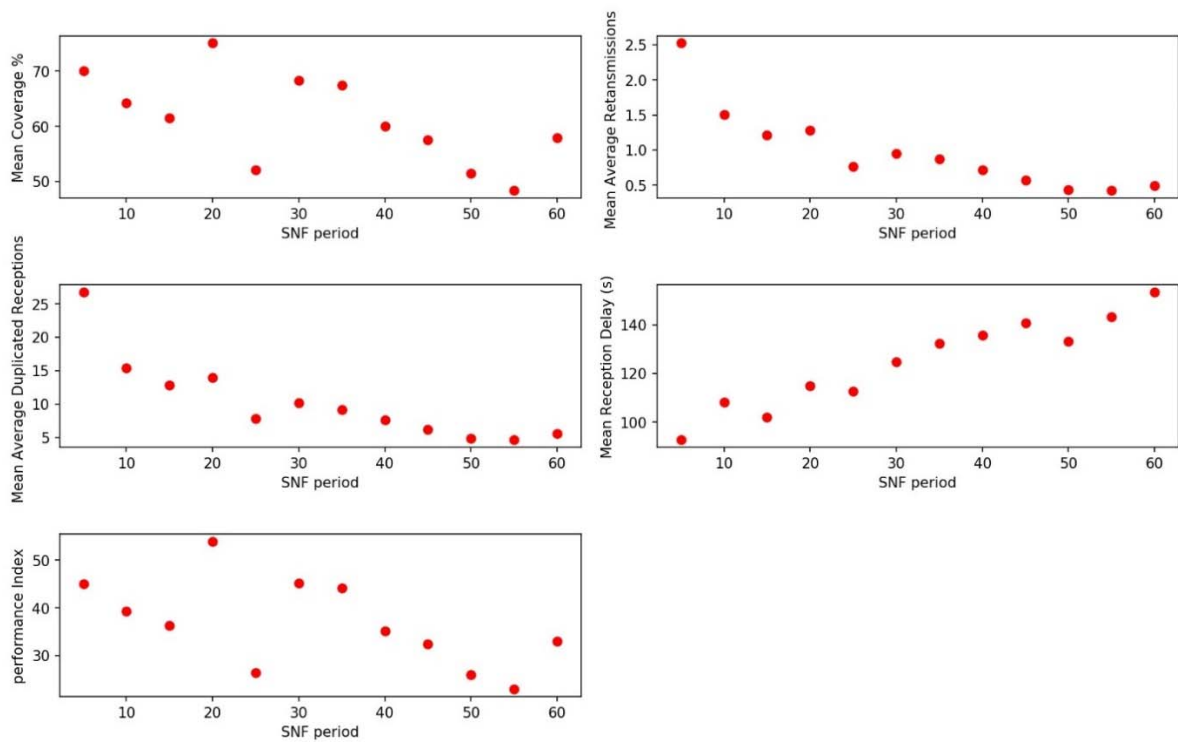 Mean Coverage %
70
60
50
10 20 30 40 50 60
SNF period
Mean Average Retansmissions
2.5
2.0
1.5
1.0
0.5
10 20 30 40 50 60
SNF period
Mean Average Duplicated Receptions
25
20
15
10
5
10 20 30 40 50 60
SNF period
Mean Reception Delay (s)
140
120
100
10 20 30 40 50 60
SNF period
performance Index
50
40
30
10 20 30 40 50 60
SNF period